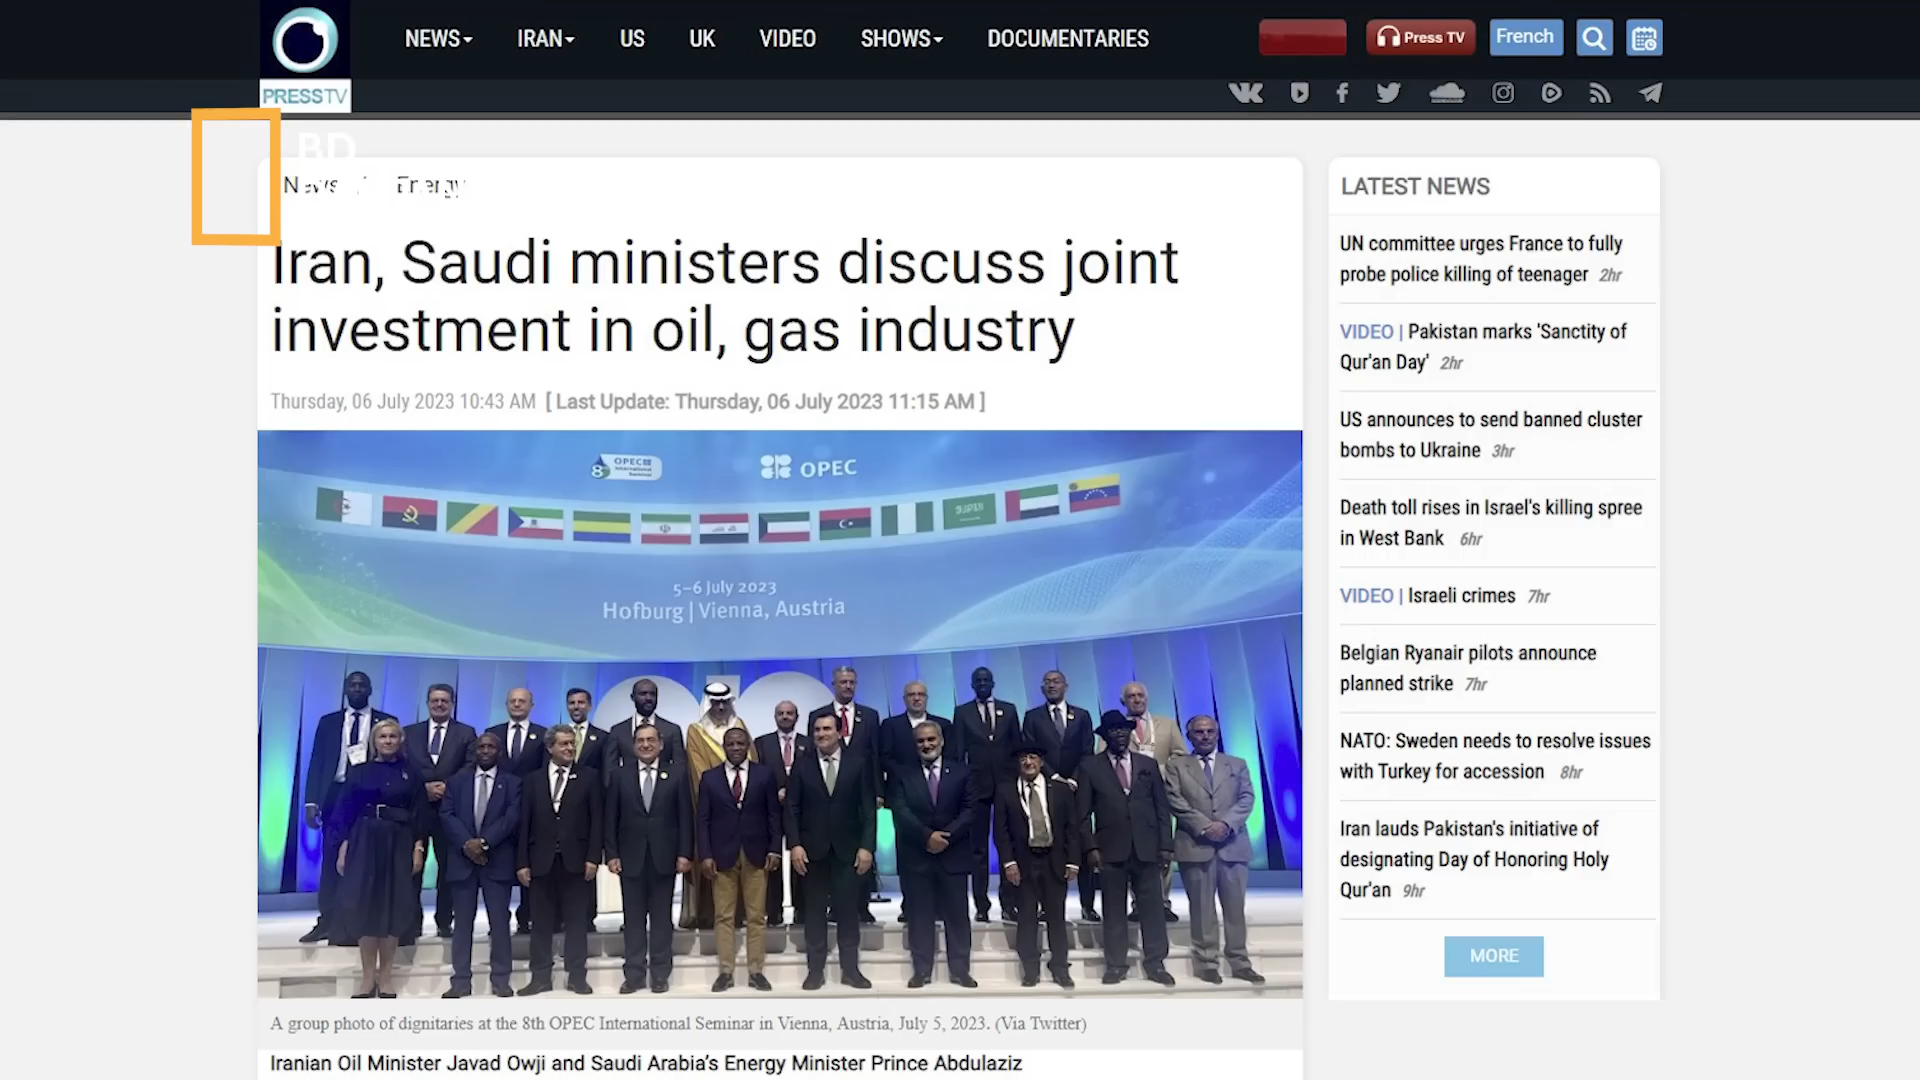 NEWS
IRAN
US
UK
VIDEO
SHOWS
DOCUMENTARIES
Press TV
French
PRESSTV
BD
News
Energy
Iran, Saudi ministers discuss joint
investment in oil, gas industry
Thursday, 06 July 2023 10:43 AM [ Last Update: Thursday, 06 July 2023 11:15 AM ]
8 OPEC
International
Seminar
OPEC
5–6 July 2023
Hofburg | Vienna, Austria
A group photo of dignitaries at the 8th OPEC International Seminar in Vienna, Austria, July 5, 2023. (Via Twitter)
Iranian Oil Minister Javad Owji and Saudi Arabia’s Energy Minister Prince Abdulaziz
LATEST NEWS
UN committee urges France to fully
probe police killing of teenager 2hr
VIDEO | Pakistan marks 'Sanctity of
Qur'an Day' 2hr
US announces to send banned cluster
bombs to Ukraine 3hr
Death toll rises in Israel's killing spree
in West Bank 6hr
VIDEO | Israeli crimes 7hr
Belgian Ryanair pilots announce
planned strike 7hr
NATO: Sweden needs to resolve issues
with Turkey for accession 8hr
Iran lauds Pakistan's initiative of
designating Day of Honoring Holy
Qur'an 9hr
MORE